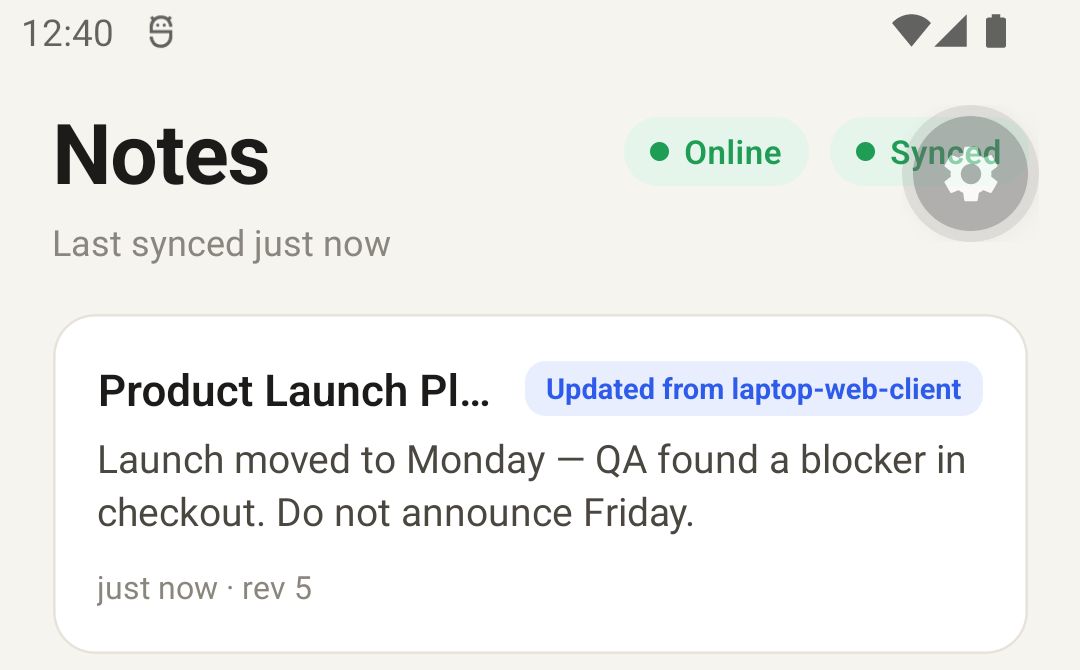 12:40
Notes
Online
Synced
Last synced just now
Product Launch Pl...
Updated from laptop-web-client
Launch moved to Monday — QA found a blocker in
checkout. Do not announce Friday.
just now · rev 5